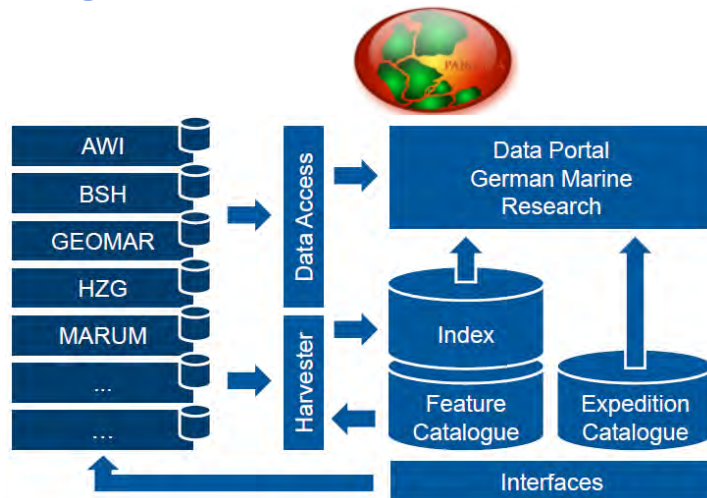 AWI
BSH
GEOMAR
HZG
MARUM
...
...
Data Access
Harvester
Data Portal
German Marine
Research
Index
Feature
Catalogue
Expedition
Catalogue
Interfaces